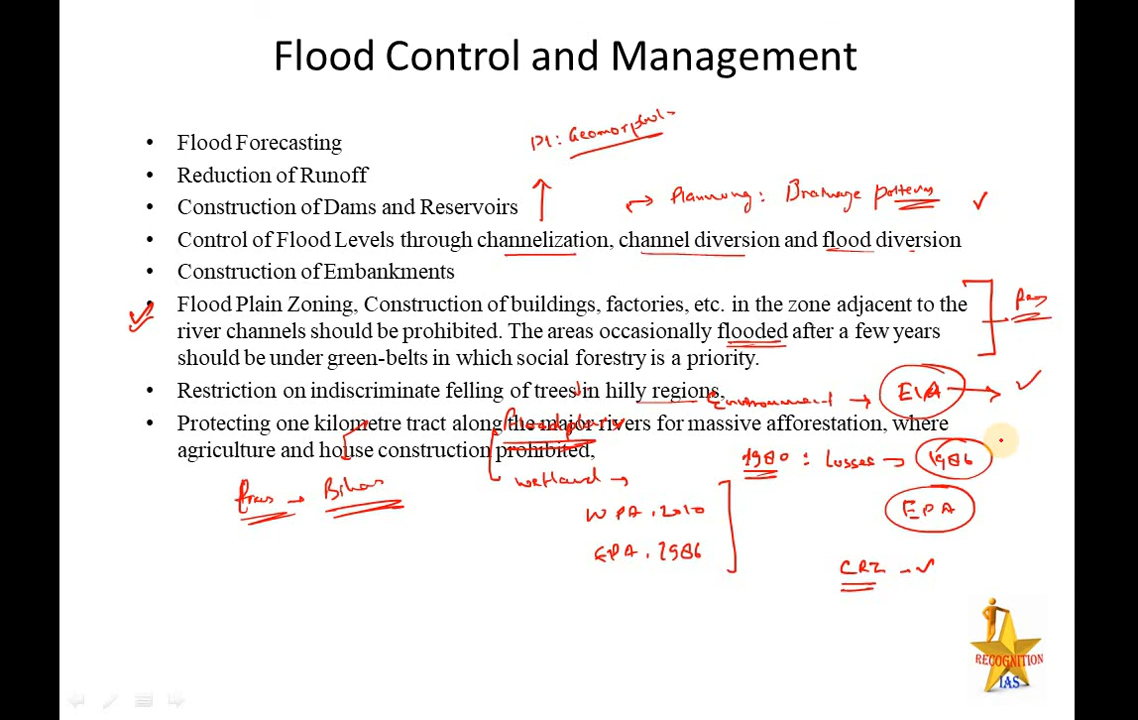 Flood Control and Management
P1: Geomorphol-
• Flood Forecasting
• Reduction of Runoff
→ Planning: Drainage patterns ✓
• Construction of Dams and Reservoirs
• Control of Flood Levels through channelization, channel diversion and flood diversion
• Construction of Embankments
• Flood Plain Zoning, Construction of buildings, factories, etc. in the zone adjacent to the
river channels should be prohibited. The areas occasionally flooded after a few years
should be under green-belts in which social forestry is a priority.
• Restriction on indiscriminate felling of trees in hilly regions,
Environment → EIA → ✓
• Protecting one kilometre tract along the major rivers for massive afforestation, where
agriculture and house construction prohibited,
1980 : Losses → 1986
wetland →
→ Bihar
WPA, 2010
EPA
EPA, 1986
CRZ - ✓
RECOGNITION
IAS